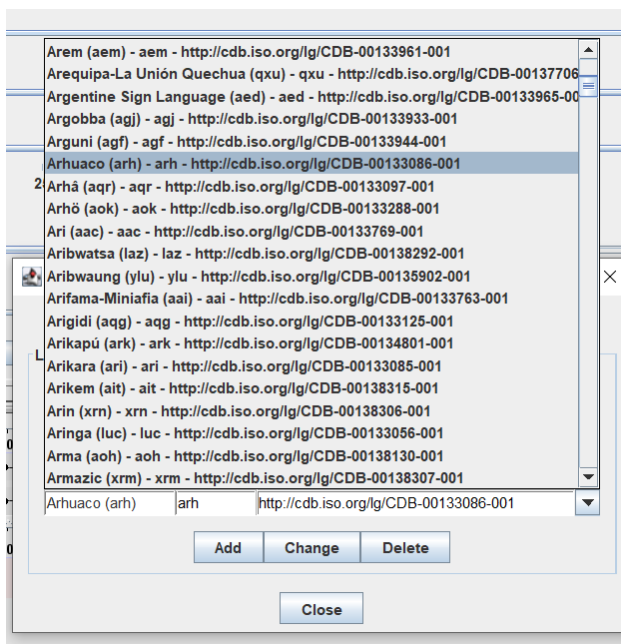 Arem (aem) - aem - http://cdb.iso.org/lg/CDB-00133961-001
Arequipa-La Unión Quechua (qxu) - qxu - http://cdb.iso.org/lg/CDB-00137706
Argentine Sign Language (aed) - aed - http://cdb.iso.org/lg/CDB-00133965-00
Argobba (agj) - agj - http://cdb.iso.org/lg/CDB-00133933-001
Arguni (agf) - agf - http://cdb.iso.org/lg/CDB-00133944-001
Arhuaco (arh) - arh - http://cdb.iso.org/lg/CDB-00133086-001
Arhâ (aqr) - aqr - http://cdb.iso.org/lg/CDB-00133097-001
Arhö (aok) - aok - http://cdb.iso.org/lg/CDB-00133288-001
Ari (aac) - aac - http://cdb.iso.org/lg/CDB-00133769-001
Aribwatsa (laz) - laz - http://cdb.iso.org/lg/CDB-00138292-001
Aribwaung (ylu) - ylu - http://cdb.iso.org/lg/CDB-00135902-001
Arifama-Miniafia (aai) - aai - http://cdb.iso.org/lg/CDB-00133763-001
Arigidi (aqg) - aqg - http://cdb.iso.org/lg/CDB-00133125-001
Arikapú (ark) - ark - http://cdb.iso.org/lg/CDB-00134801-001
Arikara (ari) - ari - http://cdb.iso.org/lg/CDB-00133085-001
Arikem (ait) - ait - http://cdb.iso.org/lg/CDB-00138315-001
Arin (xrn) - xrn - http://cdb.iso.org/lg/CDB-00138306-001
Aringa (luc) - luc - http://cdb.iso.org/lg/CDB-00133056-001
Arma (aoh) - aoh - http://cdb.iso.org/lg/CDB-00138130-001
Armazic (xrm) - xrm - http://cdb.iso.org/lg/CDB-00138307-001
Arhuaco (arh) arh http://cdb.iso.org/lg/CDB-00133086-001
Add Change Delete
Close